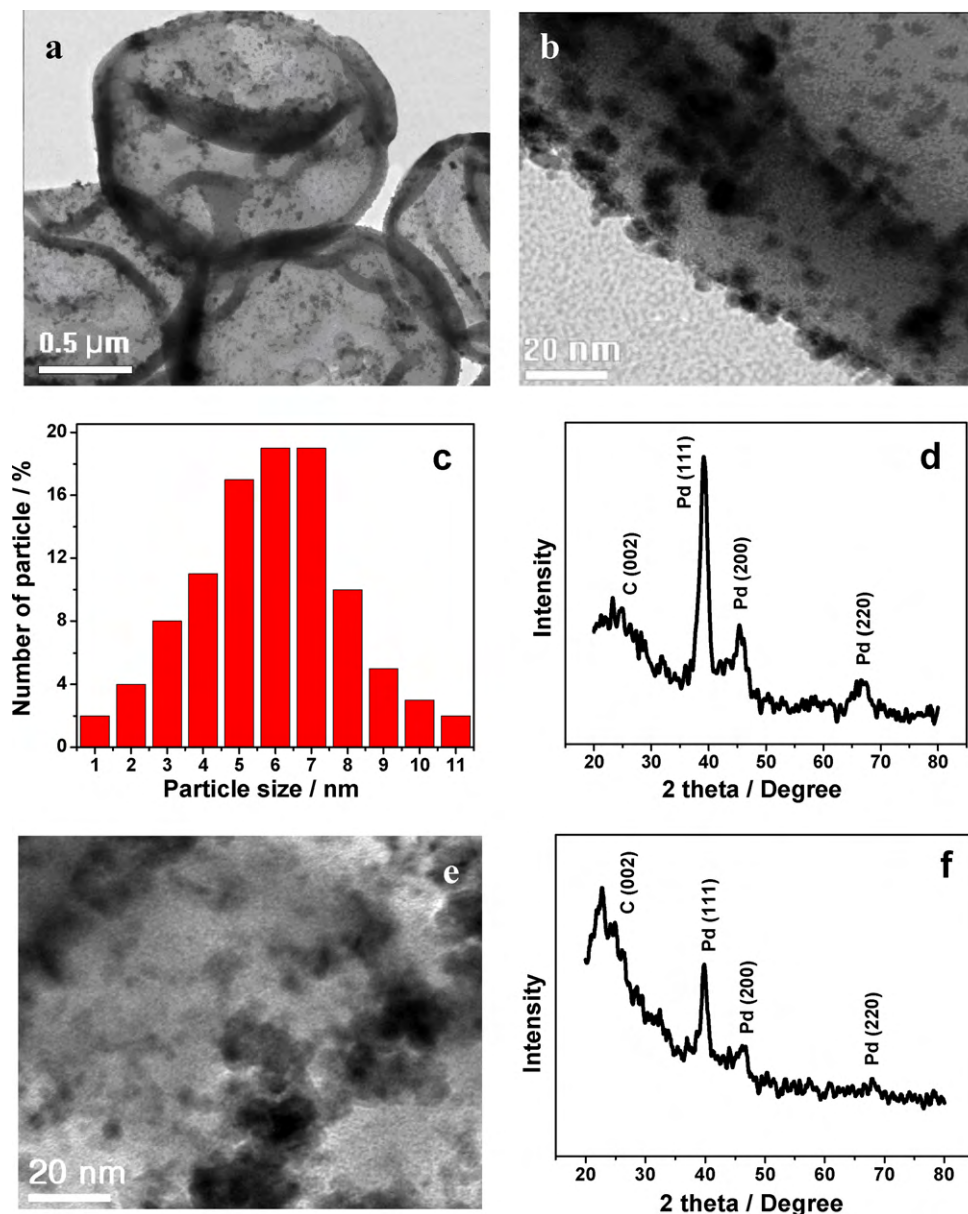 a
0.5 µm
b
20 nm
c
Number of particle / %
20
16
12
8
4
0
1 2 3 4 5 6 7 8 9 10 11
Particle size / nm
d
Intensity
C (002)
Pd (111)
Pd (200)
Pd (220)
20 30 40 50 60 70 80
2 theta / Degree
e
20 nm
f
Intensity
C (002)
Pd (111)
Pd (200)
Pd (220)
20 30 40 50 60 70 80
2 theta / Degree